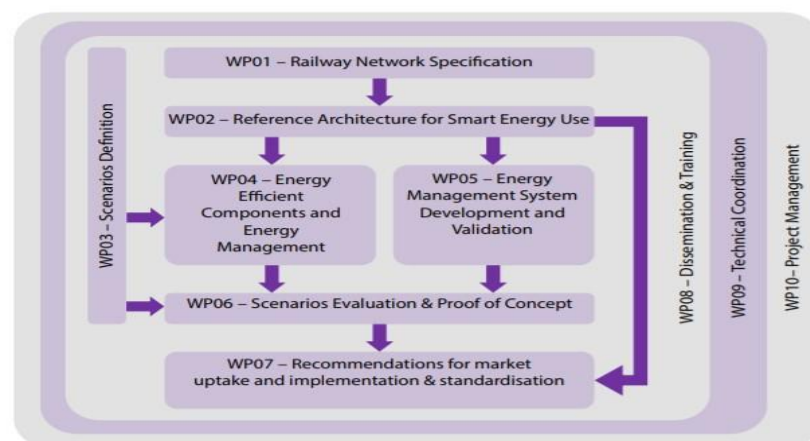 WP01 – Railway Network Specification
WP02 – Reference Architecture for Smart Energy Use
WP03 – Scenarios Definition
WP04 – Energy
Efficient
Components and
Energy
Management
WP05 – Energy
Management System
Development and
Validation
WP06 – Scenarios Evaluation & Proof of Concept
WP07 – Recommendations for market
uptake and implementation & standardisation
WP08 – Dissemination & Training
WP09 – Technical Coordination
WP10– Project Management